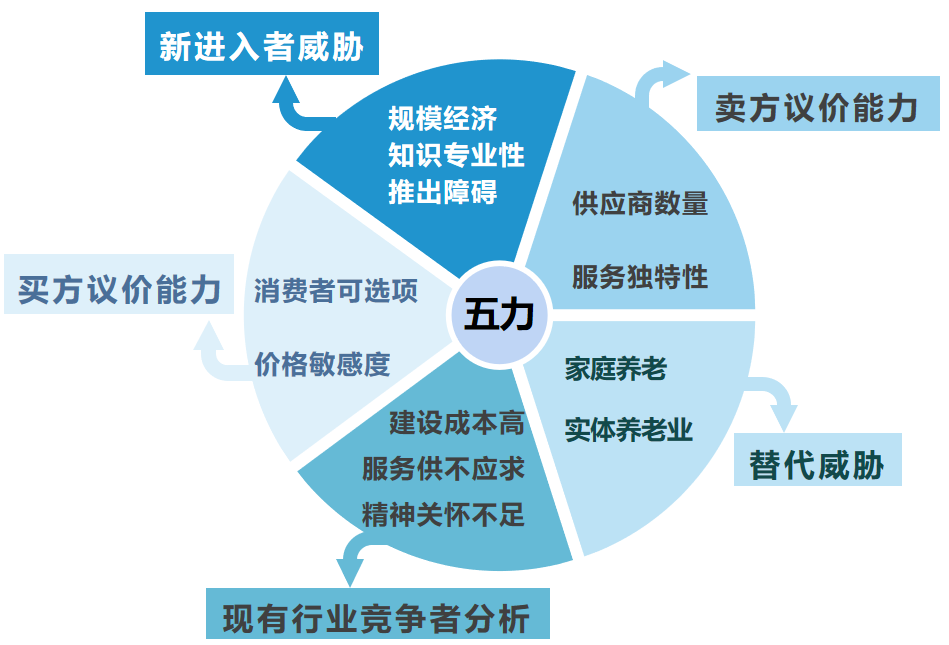 新进入者威胁
规模经济
知识专业性
推出障碍
卖方议价能力
供应商数量
服务独特性
买方议价能力
消费者可选项
价格敏感度
五力
家庭养老
实体养老业
替代威胁
建设成本高
服务供不应求
精神关怀不足
现有行业竞争者分析